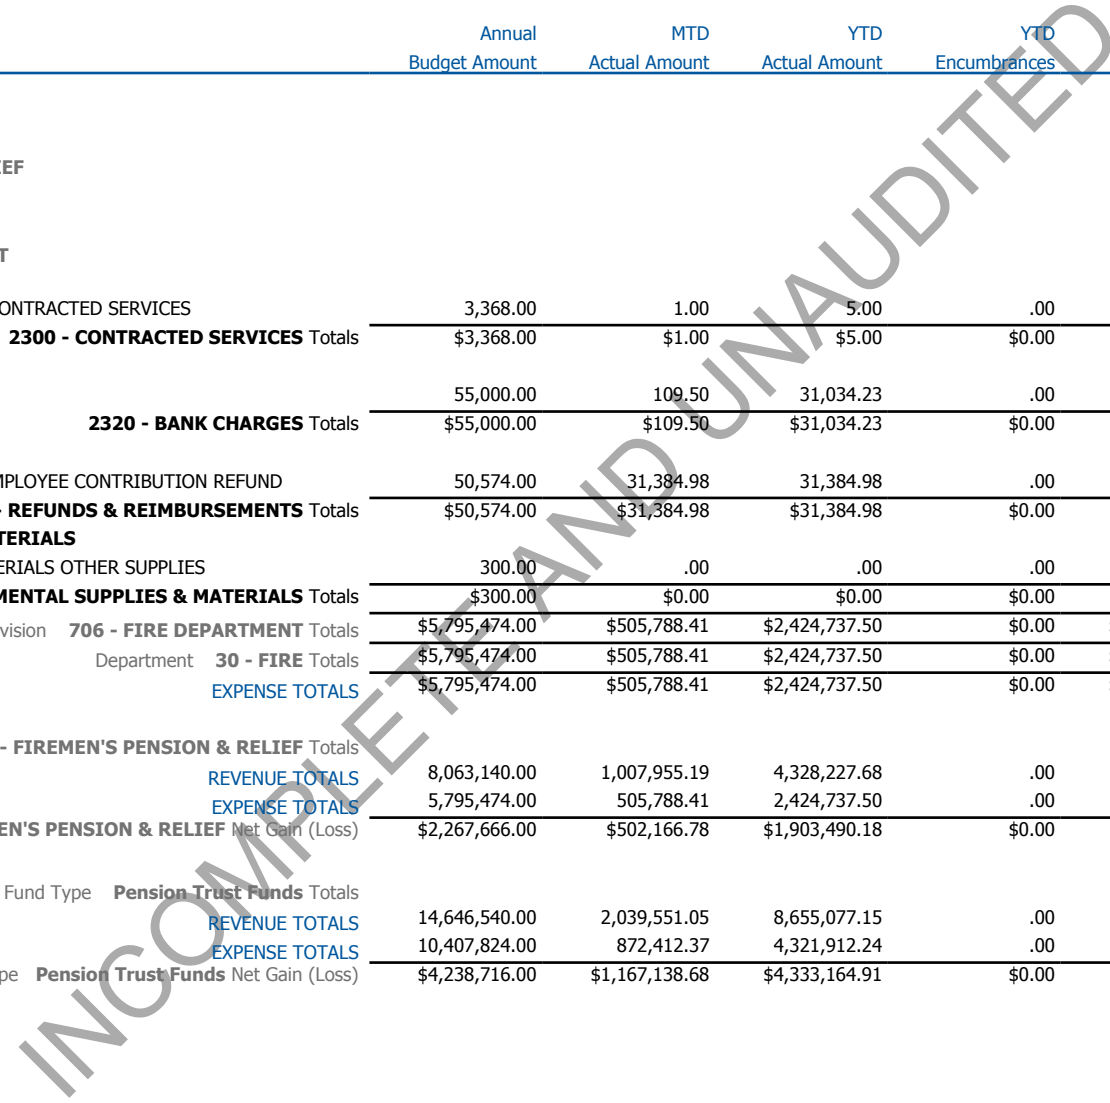 Annual MTD YTD YTD
Budget Amount Actual Amount Actual Amount Encumbrances
EF
T
ONTRACTED SERVICES 3,368.00 1.00 5.00 .00
2300 - CONTRACTED SERVICES Totals $3,368.00 $1.00 $5.00 $0.00
55,000.00 109.50 31,034.23 .00
2320 - BANK CHARGES Totals $55,000.00 $109.50 $31,034.23 $0.00
MPLOYEE CONTRIBUTION REFUND 50,574.00 31,384.98 31,384.98 .00
- REFUNDS & REIMBURSEMENTS Totals $50,574.00 $31,384.98 $31,384.98 $0.00
TERIALS
ERIALS OTHER SUPPLIES 300.00 .00 .00 .00
MENTAL SUPPLIES & MATERIALS Totals $300.00 $0.00 $0.00 $0.00
vision 706 - FIRE DEPARTMENT Totals $5,795,474.00 $505,788.41 $2,424,737.50 $0.00
Department 30 - FIRE Totals $5,795,474.00 $505,788.41 $2,424,737.50 $0.00
EXPENSE TOTALS $5,795,474.00 $505,788.41 $2,424,737.50 $0.00
- FIREMEN'S PENSION & RELIEF Totals
REVENUE TOTALS 8,063,140.00 1,007,955.19 4,328,227.68 .00
EXPENSE TOTALS 5,795,474.00 505,788.41 2,424,737.50 .00
EN'S PENSION & RELIEF Net Gain (Loss) $2,267,666.00 $502,166.78 $1,903,490.18 $0.00
Fund Type Pension Trust Funds Totals
REVENUE TOTALS 14,646,540.00 2,039,551.05 8,655,077.15 .00
EXPENSE TOTALS 10,407,824.00 872,412.37 4,321,912.24 .00
pe Pension Trust Funds Net Gain (Loss) $4,238,716.00 $1,167,138.68 $4,333,164.91 $0.00
INCOMPLETE AND UNAUDITED